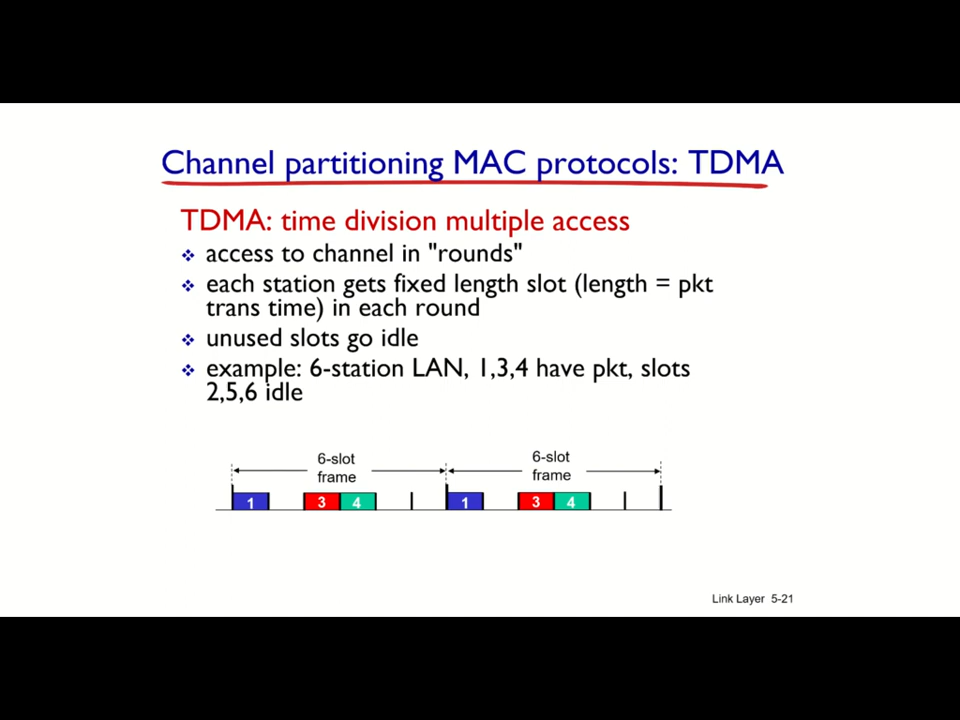 Channel partitioning MAC protocols: TDMA
TDMA: time division multiple access
access to channel in "rounds"
each station gets fixed length slot (length = pkt
trans time) in each round
unused slots go idle
example: 6-station LAN, 1,3,4 have pkt, slots
2,5,6 idle
6-slot
frame
6-slot
frame
1 3 4 1 3 4
Link Layer 5-21